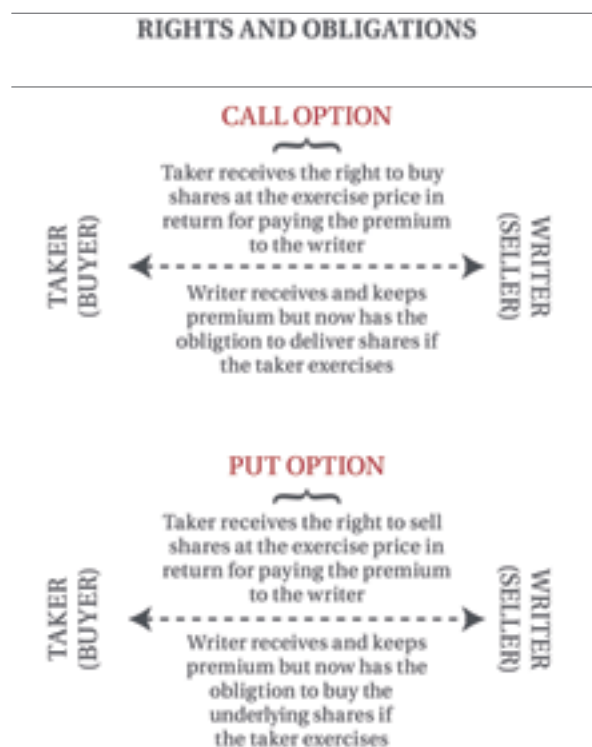 RIGHTS AND OBLIGATIONS
CALL OPTION
Taker receives the right to buy
shares at the exercise price in
return for paying the premium
to the writer
TAKER
(BUYER)
WRITER
(SELLER)
Writer receives and keeps
premium but now has the
obligtion to deliver shares if
the taker exercises
PUT OPTION
Taker receives the right to sell
shares at the exercise price in
return for paying the premium
to the writer
TAKER
(BUYER)
WRITER
(SELLER)
Writer receives and keeps
premium but now has the
obligtion to buy the
underlying shares if
the taker exercises